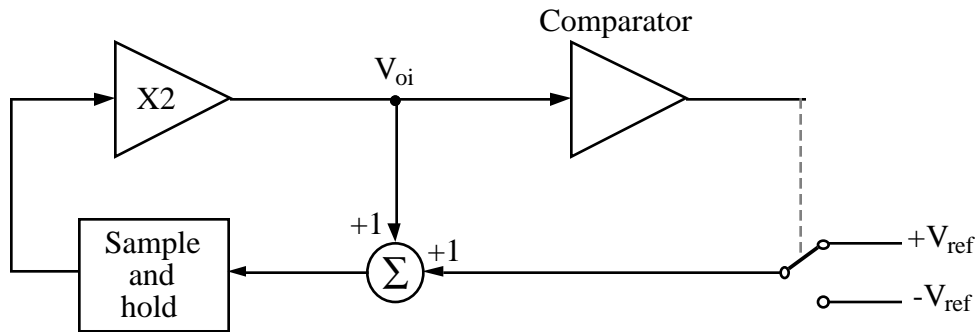 Comparator
V_oi
X2
+1
+1
Σ
Sample
and
hold
+V_ref
-V_ref